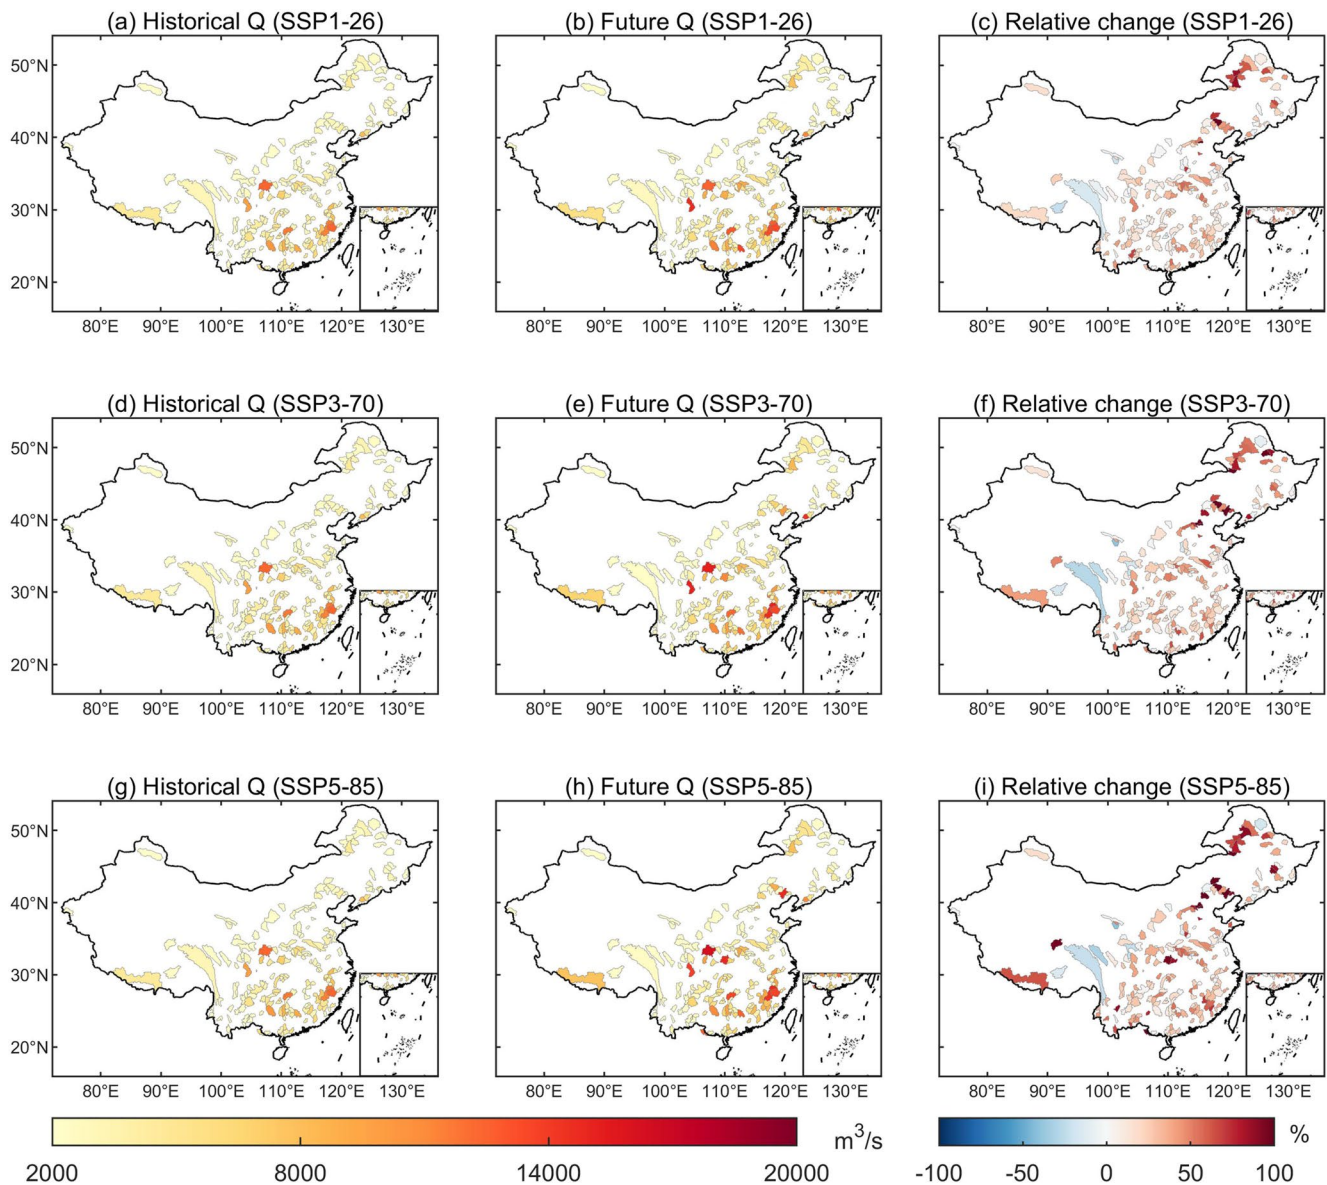 (a) Historical Q (SSP1-26) (b) Future Q (SSP1-26) (c) Relative change (SSP1-26)
50°N
40°N
30°N
20°N
80°E 90°E 100°E 110°E 120°E 130°E 80°E 90°E 100°E 110°E 120°E 130°E 80°E 90°E 100°E 110°E 120°E 130°E
(d) Historical Q (SSP3-70) (e) Future Q (SSP3-70) (f) Relative change (SSP3-70)
50°N
40°N
30°N
20°N
80°E 90°E 100°E 110°E 120°E 130°E 80°E 90°E 100°E 110°E 120°E 130°E 80°E 90°E 100°E 110°E 120°E 130°E
(g) Historical Q (SSP5-85) (h) Future Q (SSP5-85) (i) Relative change (SSP5-85)
50°N
40°N
30°N
20°N
80°E 90°E 100°E 110°E 120°E 130°E 80°E 90°E 100°E 110°E 120°E 130°E 80°E 90°E 100°E 110°E 120°E 130°E
m³/s %
2000 8000 14000 20000 -100 -50 0 50 100